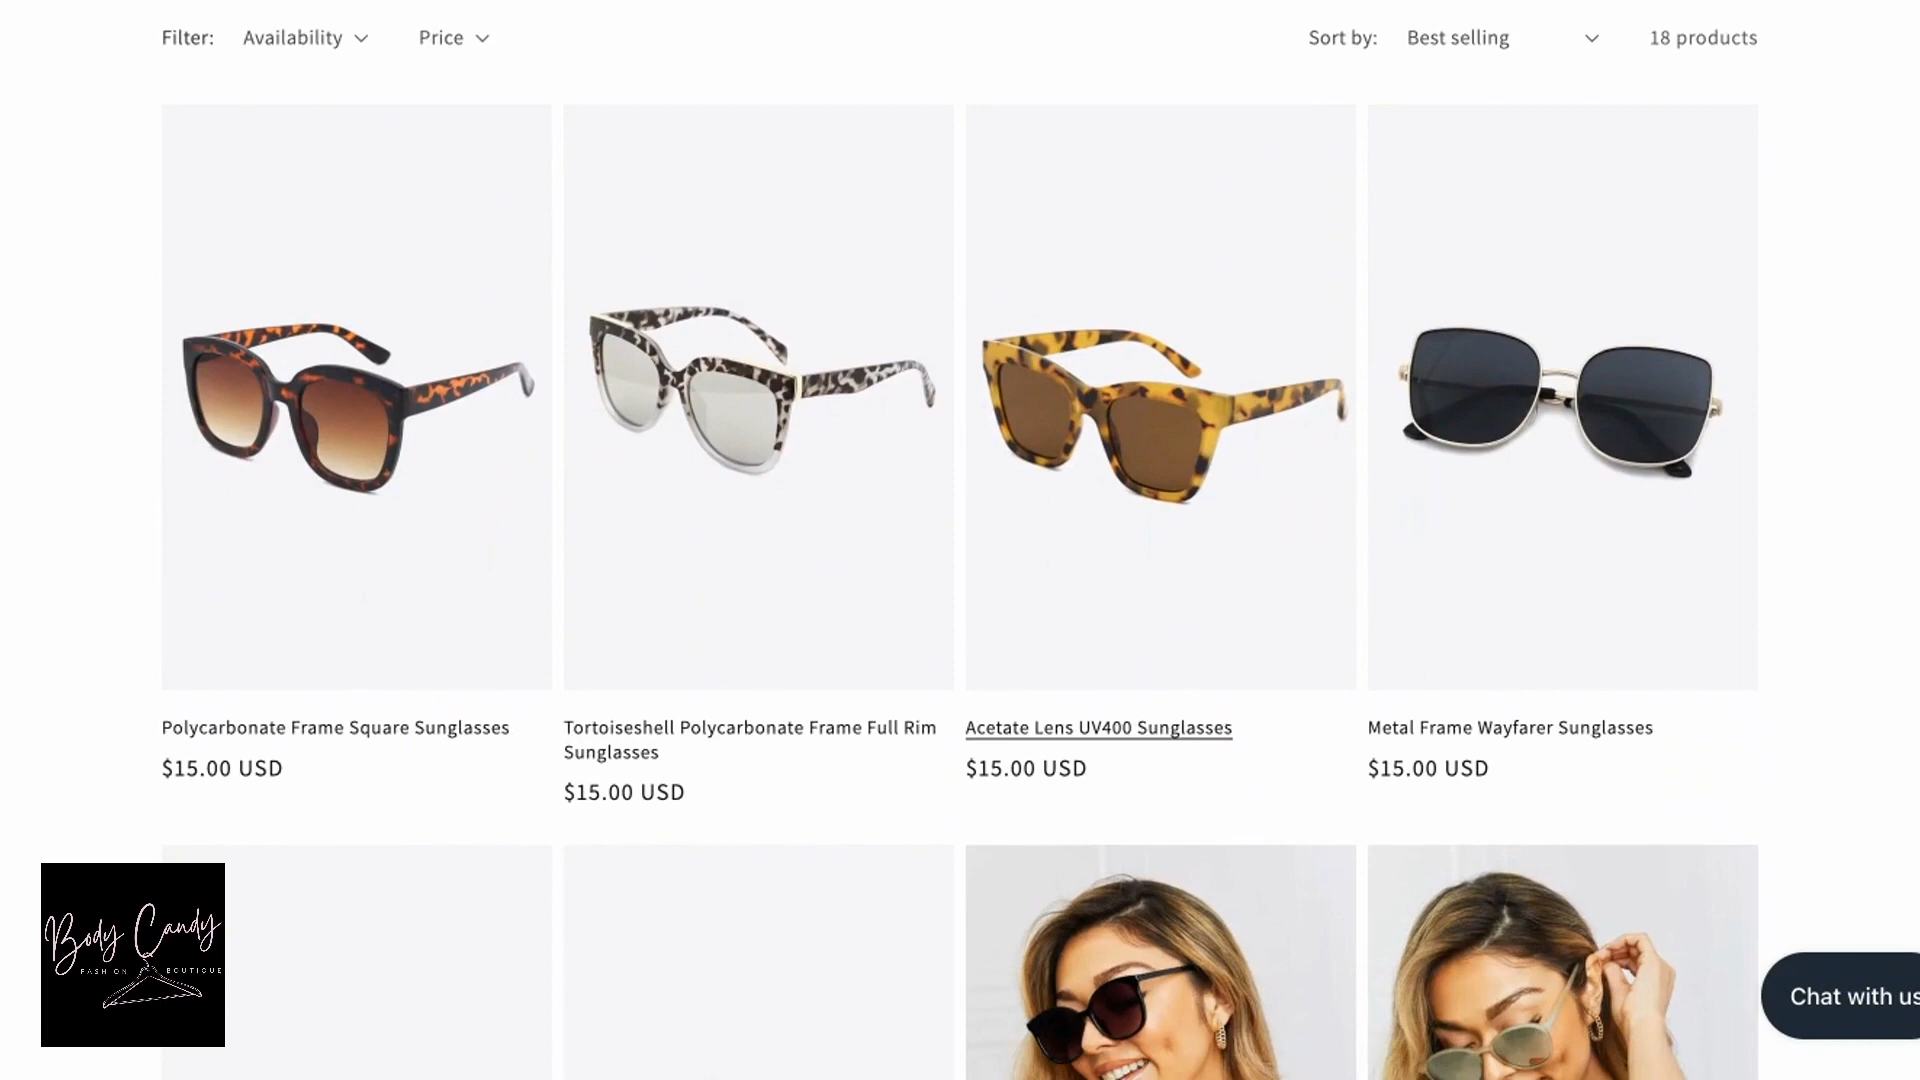 Filter: Availability Price Sort by: Best selling 18 products
Polycarbonate Frame Square Sunglasses
$15.00 USD
Tortoiseshell Polycarbonate Frame Full Rim
Sunglasses
$15.00 USD
Acetate Lens UV400 Sunglasses
$15.00 USD
Metal Frame Wayfarer Sunglasses
$15.00 USD
Body Candy
FASHION BOUTIQUE
Chat with us